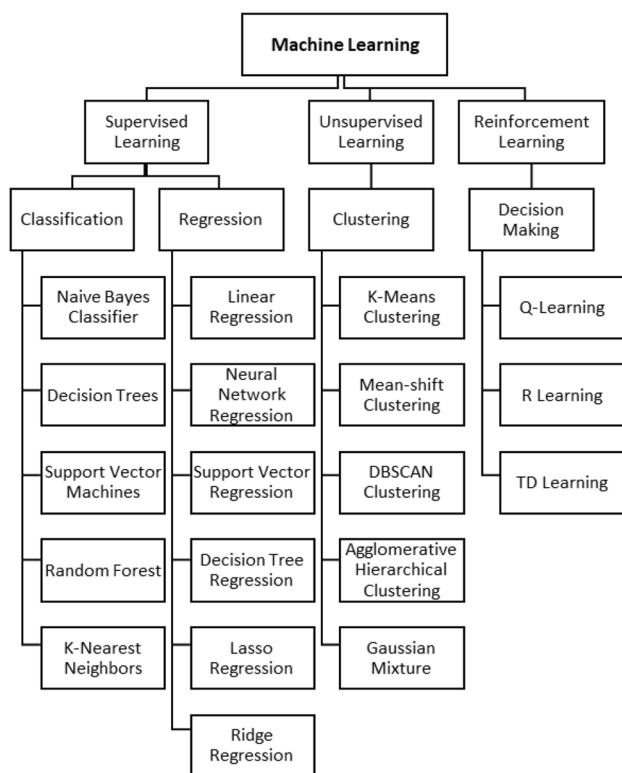 Machine Learning
Supervised
Learning
Unsupervised
Learning
Reinforcement
Learning
Classification
Regression
Clustering
Decision
Making
Naive Bayes
Classifier
Linear
Regression
K-Means
Clustering
Q-Learning
Decision Trees
Neural
Network
Regression
Mean-shift
Clustering
R Learning
Support Vector
Machines
Support Vector
Regression
DBSCAN
Clustering
TD Learning
Random Forest
Decision Tree
Regression
Agglomerative
Hierarchical
Clustering
K-Nearest
Neighbors
Lasso
Regression
Gaussian
Mixture
Ridge
Regression